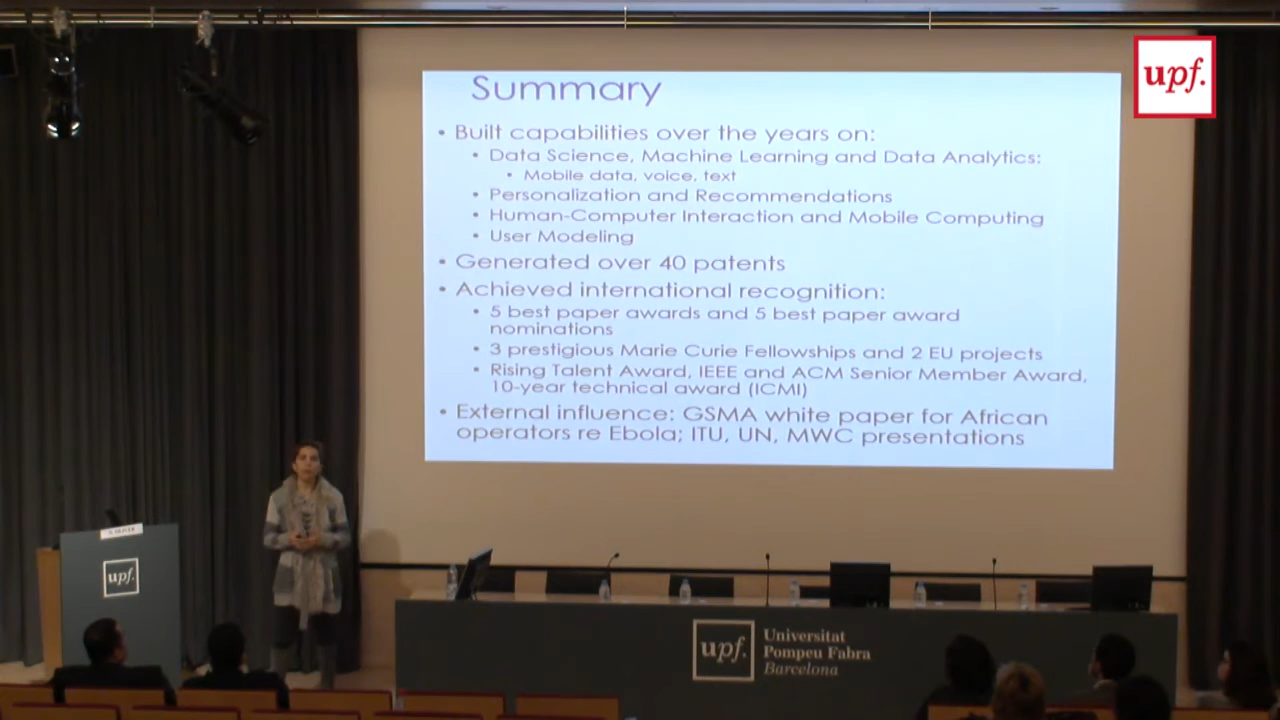 upf.
Summary
• Built capabilities over the years on:
• Data Science, Machine Learning and Data Analytics:
• Mobile data, voice, text
• Personalization and Recommendations
• Human-Computer Interaction and Mobile Computing
• User Modeling
• Generated over 40 patents
• Achieved international recognition:
• 5 best paper awards and 5 best paper award
nominations
• 3 prestigious Marie Curie Fellowships and 2 EU projects
• Rising Talent Award, IEEE and ACM Senior Member Award,
10-year technical award (ICMI)
• External influence: GSMA white paper for African
operators re Ebola; ITU, UN, MWC presentations
upf.
upf.
Universitat
Pompeu Fabra
Barcelona